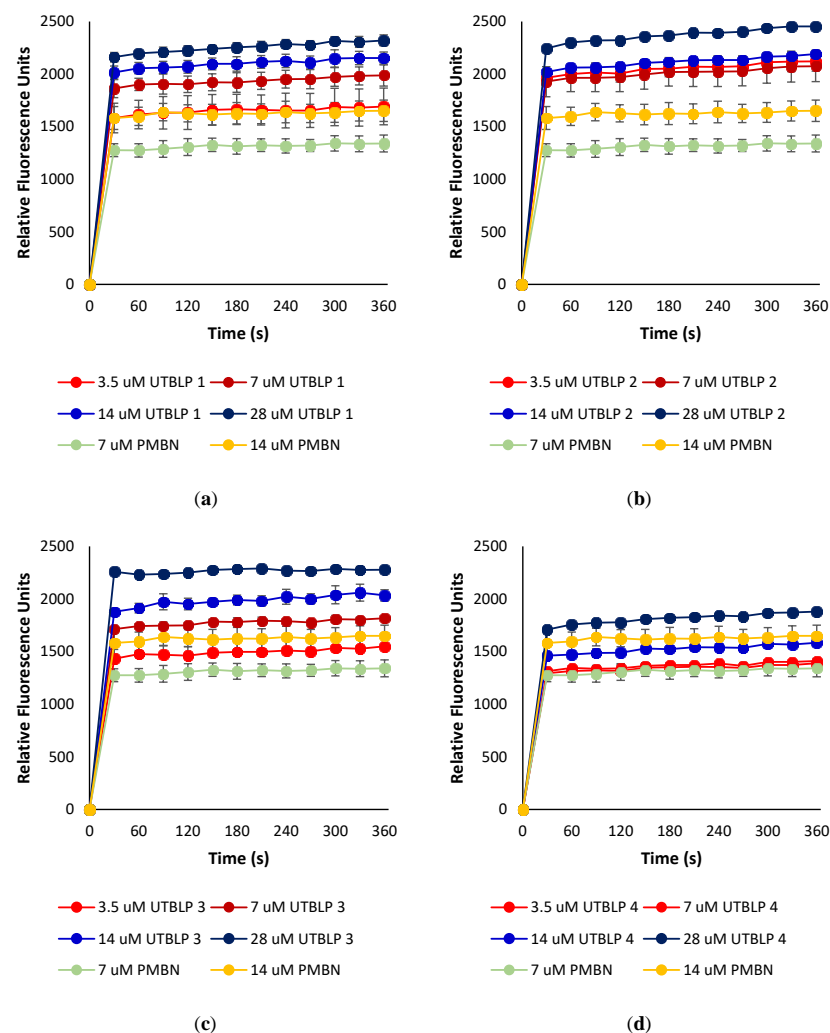 2500
2000
1500
1000
500
0
Relative Fluorescence Units
0 60 120 180 240 300 360
Time (s)
3.5 uM UTBLP 1 7 uM UTBLP 1
14 uM UTBLP 1 28 uM UTBLP 1
7 uM PMBN 14 uM PMBN
(a)
2500
2000
1500
1000
500
0
Relative Fluorescence Units
0 60 120 180 240 300 360
Time (s)
3.5 uM UTBLP 2 7 uM UTBLP 2
14 uM UTBLP 2 28 uM UTBLP 2
7 uM PMBN 14 uM PMBN
(b)
2500
2000
1500
1000
500
0
Relative Fluorescence Units
0 60 120 180 240 300 360
Time (s)
3.5 uM UTBLP 3 7 uM UTBLP 3
14 uM UTBLP 3 28 uM UTBLP 3
7 uM PMBN 14 uM PMBN
(c)
2500
2000
1500
1000
500
0
Relative Fluorescence Units
0 60 120 180 240 300 360
Time (s)
3.5 uM UTBLP 4 7 uM UTBLP 4
14 uM UTBLP 4 28 uM UTBLP 4
7 uM PMBN 14 uM PMBN
(d)